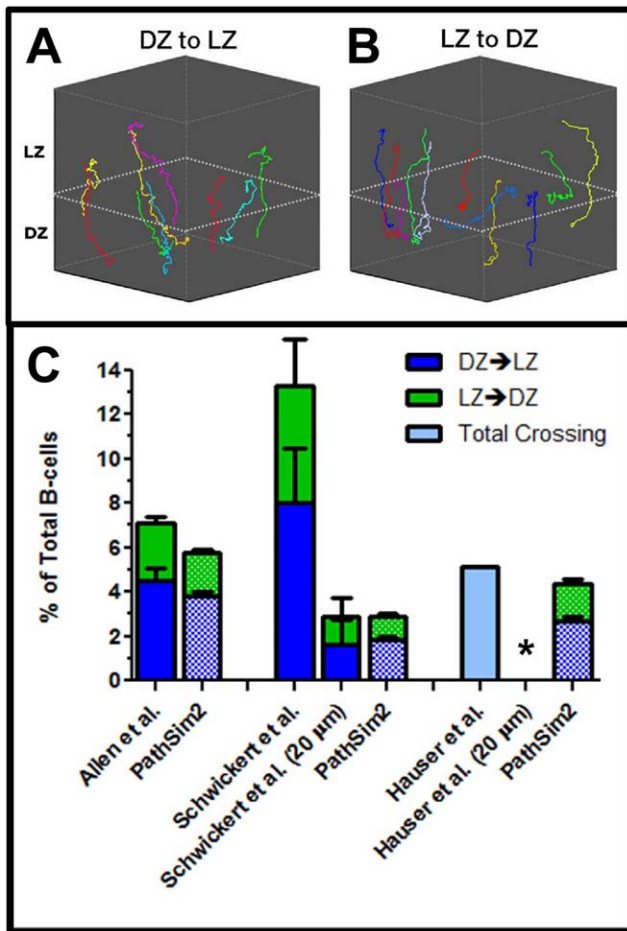 A
DZ to LZ
B
LZ to DZ
LZ
DZ
C
DZ➔LZ
LZ➔DZ
Total Crossing
% of Total B-cells
14
12
10
8
6
4
2
0
*
Allen et al.
PathSim2
Schwickert et al.
Schwickert et al. (20 µm)
PathSim2
Hauser et al.
Hauser et al. (20 µm)
PathSim2